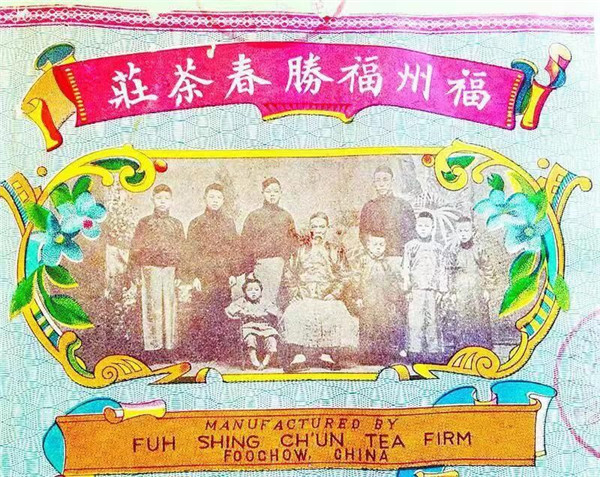 福州福勝春茶莊
MANUFACTURED BY
FUH SHING CH'UN TEA FIRM
FOOCHOW, CHINA